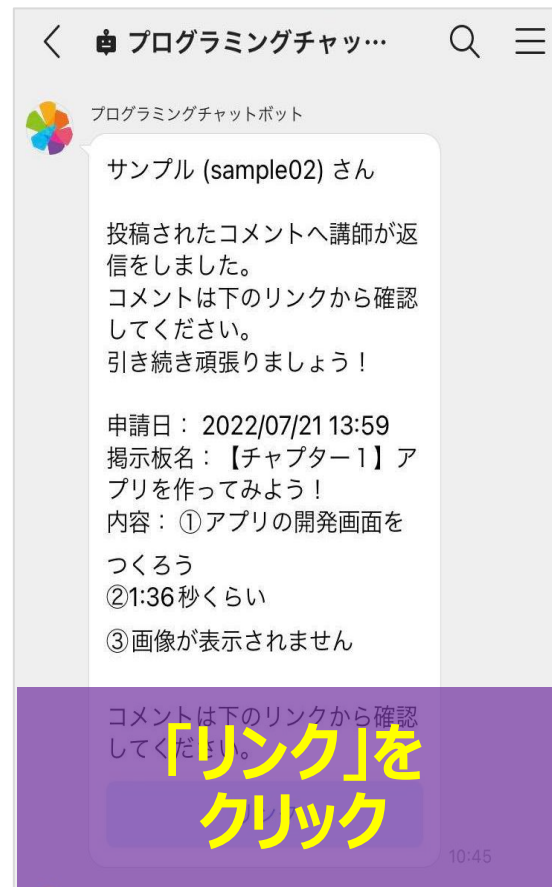 プログラミングチャッ…
プログラミングチャットボット
サンプル (sample02) さん
投稿されたコメントへ講師が返
信をしました。
コメントは下のリンクから確認
してください。
引き続き頑張りましょう！
申請日： 2022/07/21 13:59
掲示板名：【チャプター１】ア
プリを作ってみよう！
内容： ①アプリの開発画面を
つくろう
②1:36秒くらい
③画像が表示されません
コメントは下のリンクから確認
してください。
リンク
「リンク」を
クリック
10:45